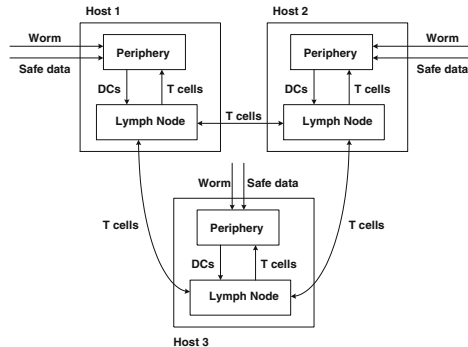 Host 1
Host 2
Worm
Periphery
Periphery
Worm
Safe data
Safe data
DCs
T cells
DCs
T cells
Lymph Node
T cells
Lymph Node
Worm
Safe data
T cells
Periphery
T cells
DCs
T cells
Lymph Node
Host 3